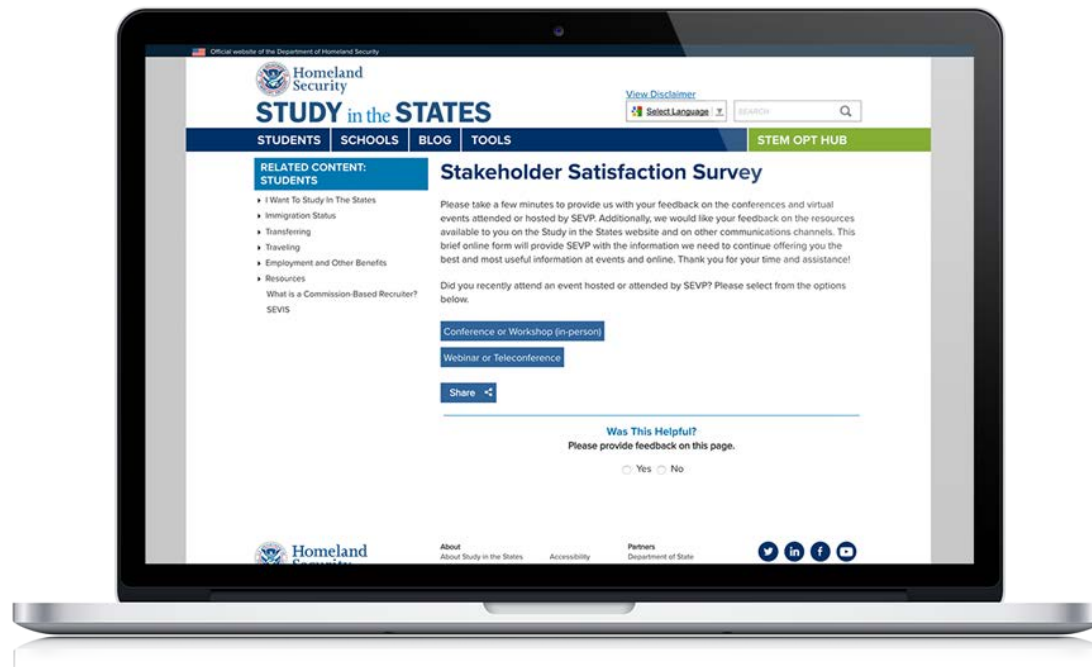 Official website of the Department of Homeland Security
Homeland
Security
STUDY in the STATES
View Disclaimer
Select Language ▼
SEARCH
STUDENTS SCHOOLS BLOG TOOLS STEM OPT HUB
RELATED CONTENT:
STUDENTS
I Want To Study In The States
Immigration Status
Transferring
Traveling
Employment and Other Benefits
Resources
What is a Commission-Based Recruiter?
SEVIS
Stakeholder Satisfaction Survey
Please take a few minutes to provide us with your feedback on the conferences and virtual
events attended or hosted by SEVP. Additionally, we would like your feedback on the resources
available to you on the Study in the States website and on other communications channels. This
brief online form will provide SEVP with the information we need to continue offering you the
best and most useful information at events and online. Thank you for your time and assistance!
Did you recently attend an event hosted or attended by SEVP? Please select from the options
below.
Conference or Workshop (in-person)
Webinar or Teleconference
Share
Was This Helpful?
Please provide feedback on this page.
Yes No
Homeland
Security
About
About Study in the States
Accessibility
Partners
Department of State